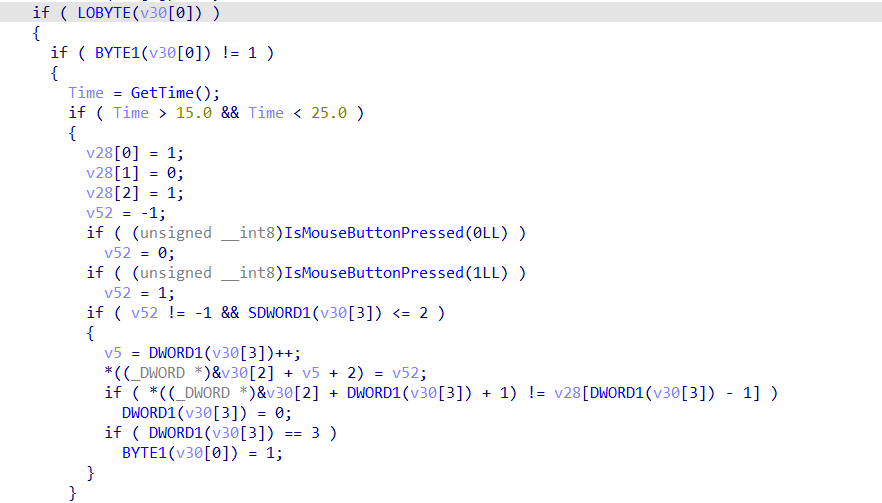 if ( LOBYTE(v30[0]) )
{
if ( BYTE1(v30[0]) != 1 )
{
Time = GetTime();
if ( Time > 15.0 && Time < 25.0 )
{
v28[0] = 1;
v28[1] = 0;
v28[2] = 1;
v52 = -1;
if ( (unsigned __int8)IsMouseButtonPressed(0LL) )
v52 = 0;
if ( (unsigned __int8)IsMouseButtonPressed(1LL) )
v52 = 1;
if ( v52 != -1 && SDWORD1(v30[3]) <= 2 )
{
v5 = DWORD1(v30[3])++;
*((_DWORD *)&v30[2] + v5 + 2) = v52;
if ( *((_DWORD *)&v30[2] + DWORD1(v30[3]) + 1) != v28[DWORD1(v30[3]) - 1] )
DWORD1(v30[3]) = 0;
if ( DWORD1(v30[3]) == 3 )
BYTE1(v30[0]) = 1;
}
}